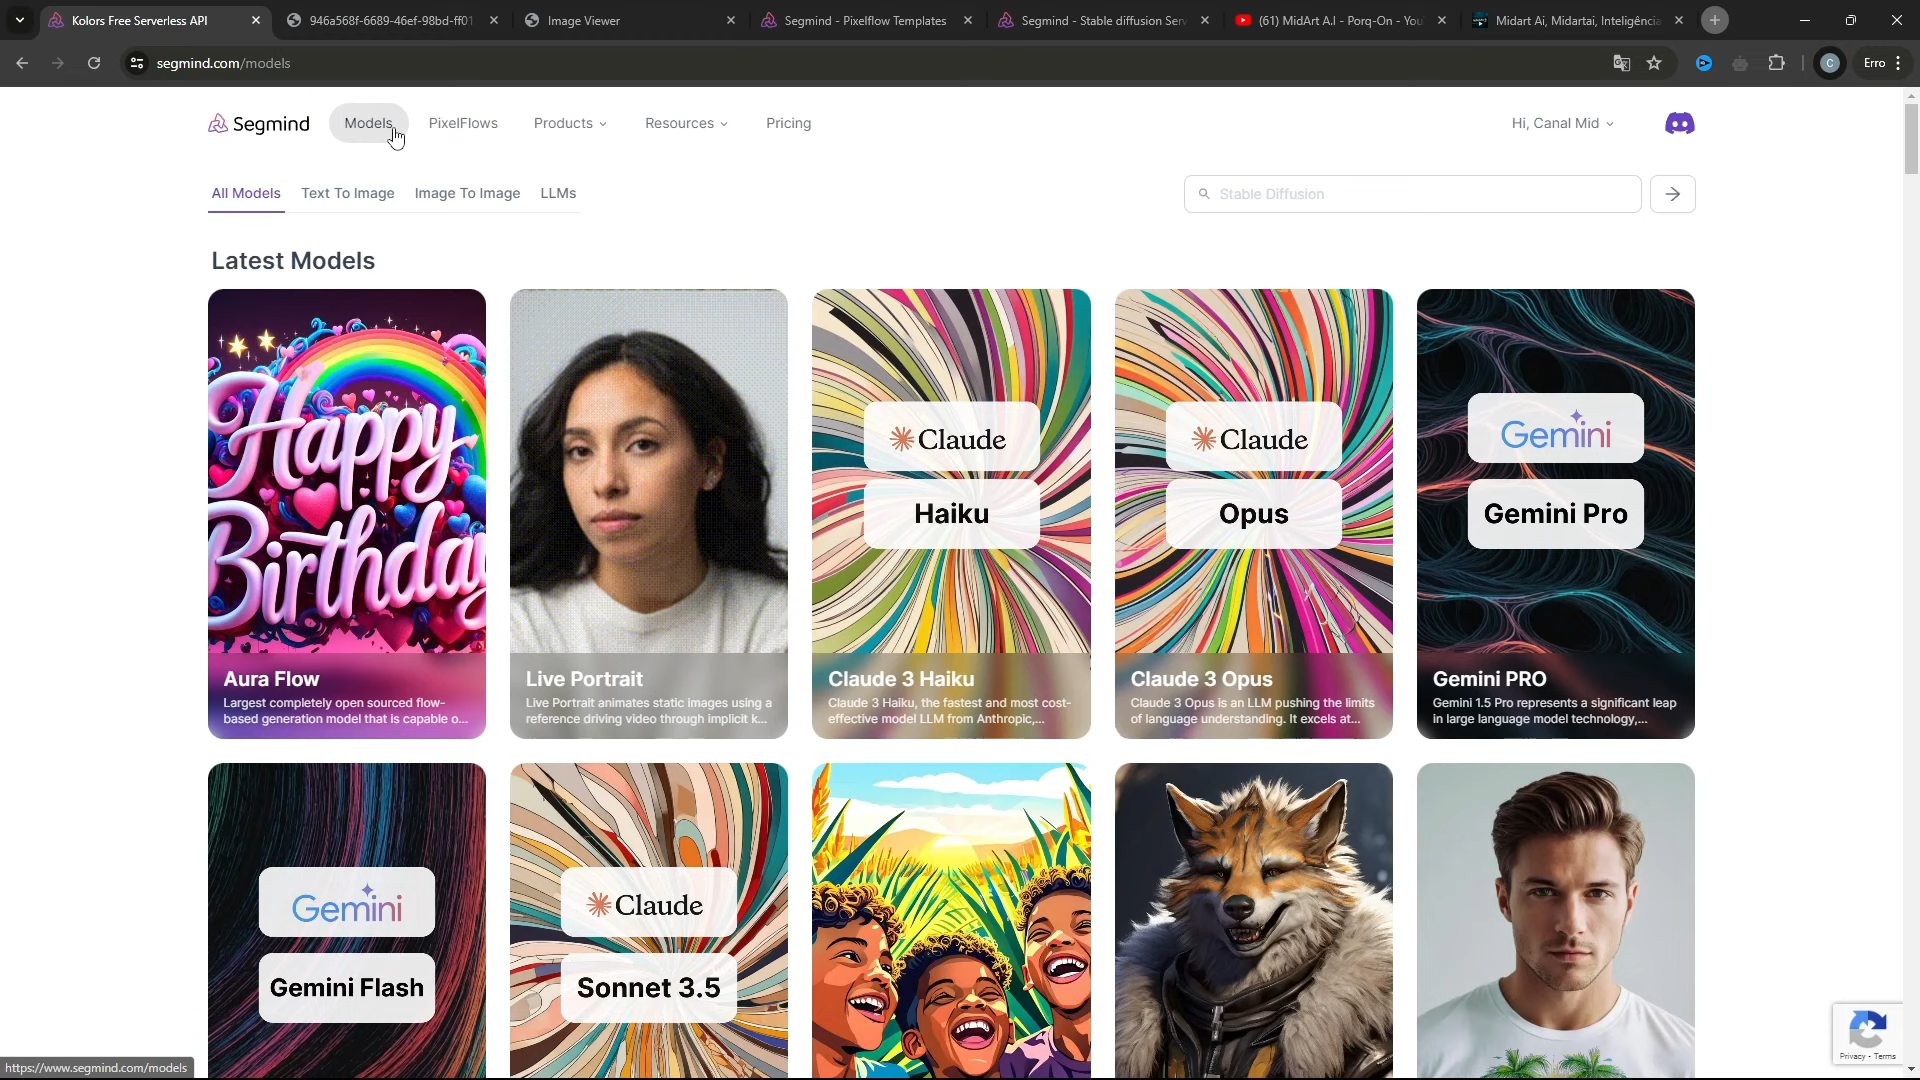 Kolors Free Serverless API
946a568f-6689-46ef-98bd-ff01
Image Viewer
Segmind - Pixelflow Templates
Segmind - Stable diffusion Serv
(61) MidArt A.I - Porq-On - You
Midart Ai, Midartai, Inteligência
segmind.com/models
C
Erro
Segmind
Models
PixelFlows
Products
Resources
Pricing
Hi, Canal Mid
All Models
Text To Image
Image To Image
LLMs
Stable Diffusion
Latest Models
Happy
Birthday
Aura Flow
Largest completely open sourced flow-
based generation model that is capable o...
Live Portrait
Live Portrait animates static images using a
reference driving video through implicit k...
Claude
Haiku
Claude 3 Haiku
Claude 3 Haiku, the fastest and most cost-
effective model LLM from Anthropic,...
Claude
Opus
Claude 3 Opus
Claude 3 Opus is an LLM pushing the limits
of language understanding. It excels at...
Gemini
Gemini Pro
Gemini PRO
Gemini 1.5 Pro represents a significant leap
in large language model technology,...
Gemini
Gemini Flash
Claude
Sonnet 3.5
Privacy - Terms
https://www.segmind.com/models